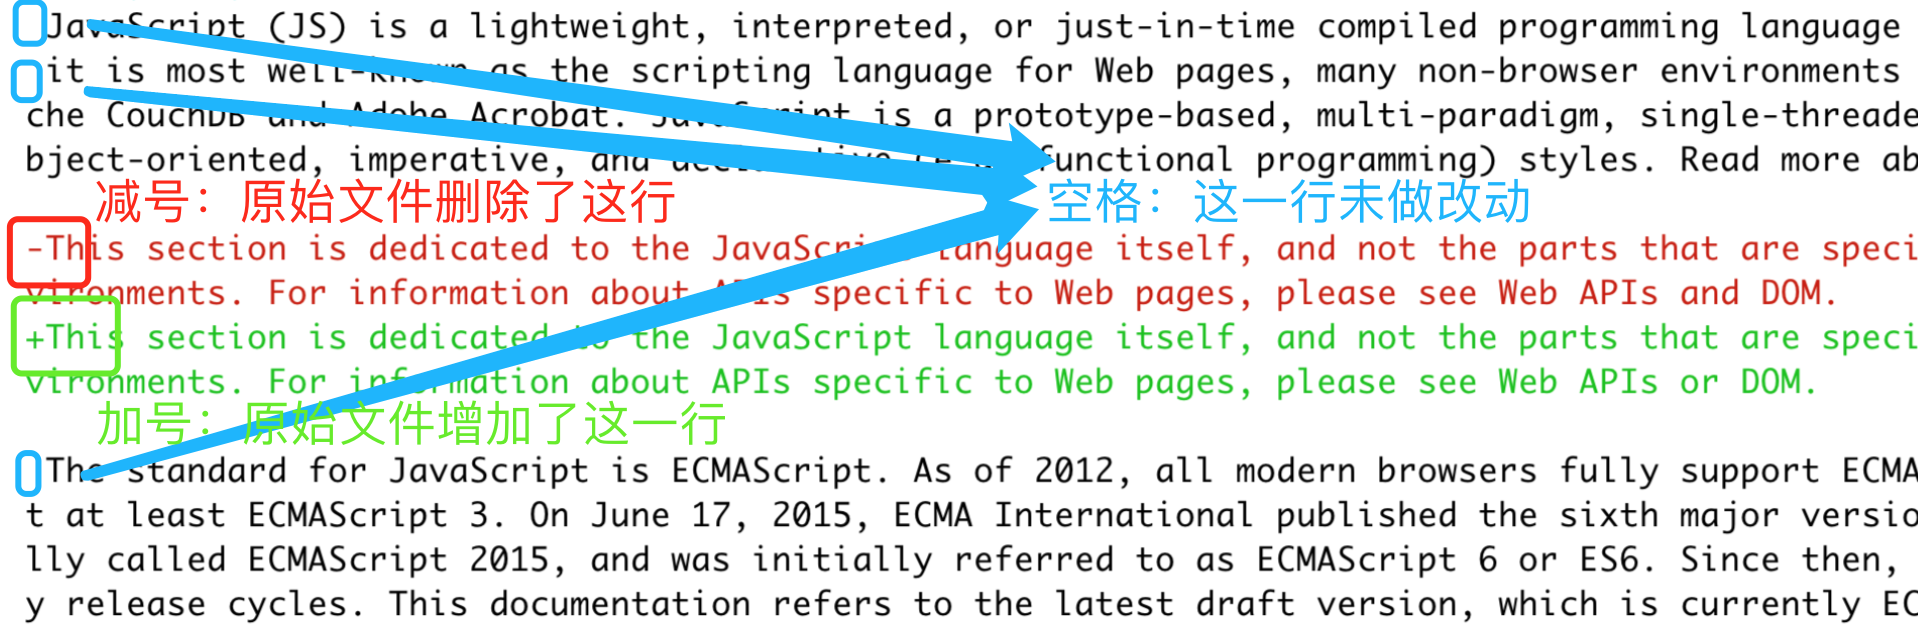 JavaScript (JS) is a lightweight, interpreted, or just-in-time compiled programming language
it is most well-known as the scripting language for Web pages, many non-browser environments
che CouchDB and Adobe Acrobat. JavaScript is a prototype-based, multi-paradigm, single-threade
bject-oriented, imperative, and declarative (e.g. functional programming) styles. Read more ab
减号：原始文件删除了这行
空格：这一行未做改动
-This section is dedicated to the JavaScript language itself, and not the parts that are speci
vironments. For information about APIs specific to Web pages, please see Web APIs and DOM.
+This section is dedicated to the JavaScript language itself, and not the parts that are speci
vironments. For information about APIs specific to Web pages, please see Web APIs or DOM.
加号：原始文件增加了这一行
The standard for JavaScript is ECMAScript. As of 2012, all modern browsers fully support ECMA
t at least ECMAScript 3. On June 17, 2015, ECMA International published the sixth major versio
lly called ECMAScript 2015, and was initially referred to as ECMAScript 6 or ES6. Since then,
y release cycles. This documentation refers to the latest draft version, which is currently EC